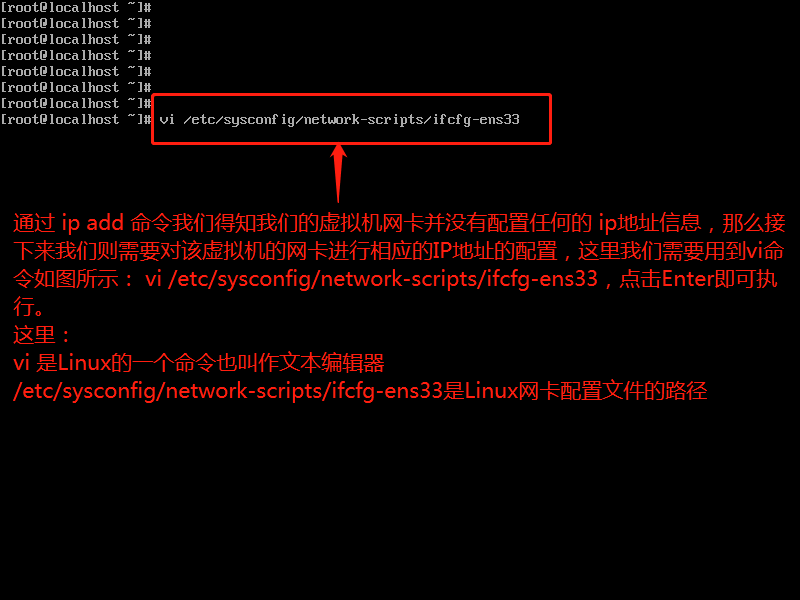 [root@localhost ~]#
[root@localhost ~]#
[root@localhost ~]#
[root@localhost ~]#
[root@localhost ~]#
[root@localhost ~]#
[root@localhost ~]#
[root@localhost ~]# vi /etc/sysconfig/network-scripts/ifcfg-ens33
通过 ip add 命令我们得知我们的虚拟机网卡并没有配置任何的 ip地址信息，那么接
下来我们则需要对该虚拟机的网卡进行相应的IP地址的配置，这里我们需要用到vi命
令如图所示： vi /etc/sysconfig/network-scripts/ifcfg-ens33，点击Enter即可执
行。
这里：
vi 是Linux的一个命令也叫作文本编辑器
/etc/sysconfig/network-scripts/ifcfg-ens33是Linux网卡配置文件的路径